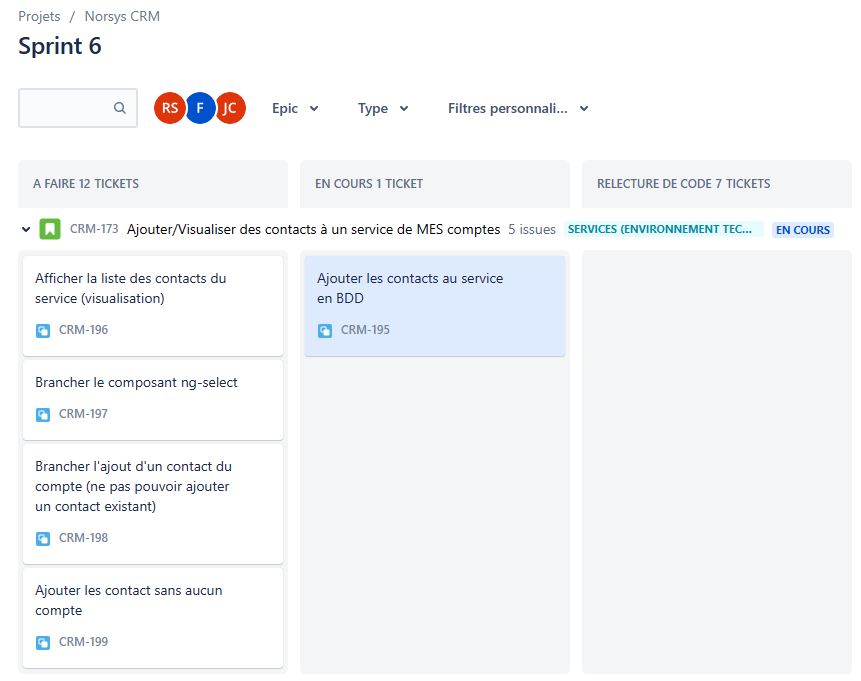 Projets / Norsys CRM
Sprint 6
RS F JC Epic Type Filtres personnali...
A FAIRE 12 TICKETS EN COURS 1 TICKET RELECTURE DE CODE 7 TICKETS
CRM-173 Ajouter/Visualiser des contacts à un service de MES comptes 5 issues SERVICES (ENVIRONNEMENT TEC... EN COURS
Afficher la liste des contacts du
service (visualisation)
CRM-196
Brancher le composant ng-select
CRM-197
Brancher l'ajout d'un contact du
compte (ne pas pouvoir ajouter
un contact existant)
CRM-198
Ajouter les contact sans aucun
compte
CRM-199
Ajouter les contacts au service
en BDD
CRM-195